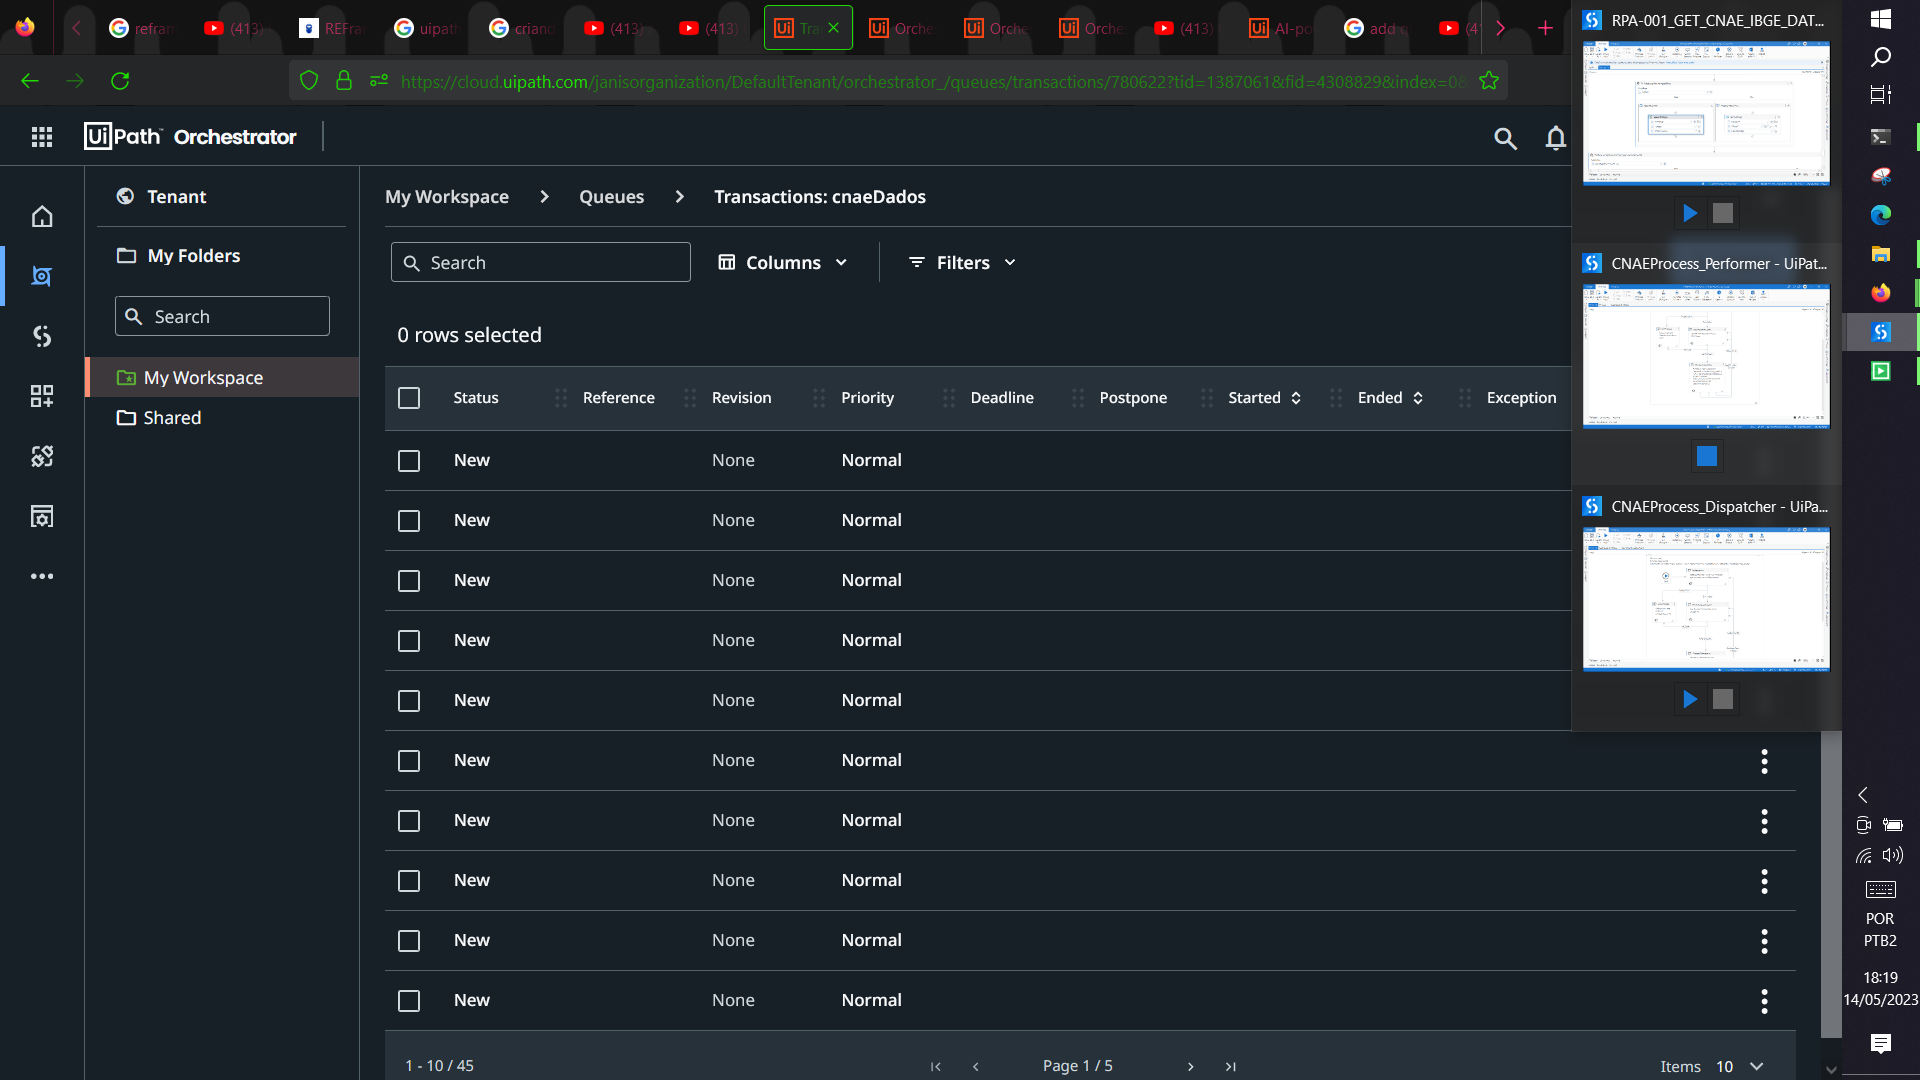 refran
(413)
REFra
uipath
criand
(413)
(413)
Tra
Orche
Orche
Orche
(413)
AI-po
add q
(41
https://cloud.uipath.com/janisorganization/DefaultTenant/orchestrator_/queues/transactions/780622?tid=1387061&fid=4308829&index=0&
UiPath Orchestrator
Tenant
My Folders
Search
My Workspace
Shared
My Workspace > Queues > Transactions: cnaeDados
Search
Columns
Filters
0 rows selected
Status Reference Revision Priority Deadline Postpone Started Ended Exception
New None Normal
New None Normal
New None Normal
New None Normal
New None Normal
New None Normal
New None Normal
New None Normal
New None Normal
New None Normal
1 - 10 / 45
Page 1 / 5
Items 10
RPA-001_GET_CNAE_IBGE_DAT...
CNAEProcess_Performer - UiPat...
CNAEProcess_Dispatcher - UiPa...
POR
PTB2
18:19
14/05/2023